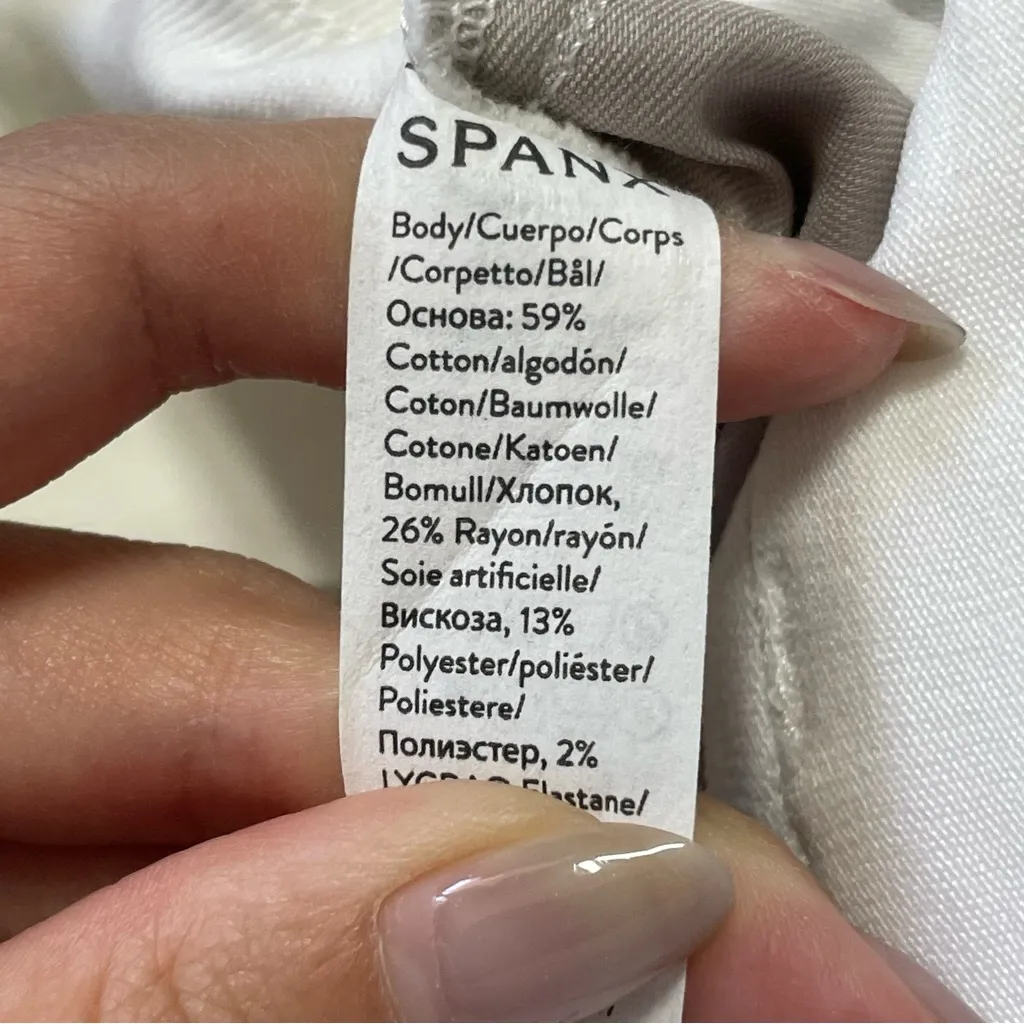 SPANX
Body/Cuerpo/Corps
/Corpetto/Bål/
Основа: 59%
Cotton/algodón/
Coton/Baumwolle/
Cotone/Katoen/
Bomull/Хлопок,
26% Rayon/rayón/
Soie artificielle/
Вискоза, 13%
Polyester/poliéster/
Poliestere/
Полиэстер, 2%
Elastane/